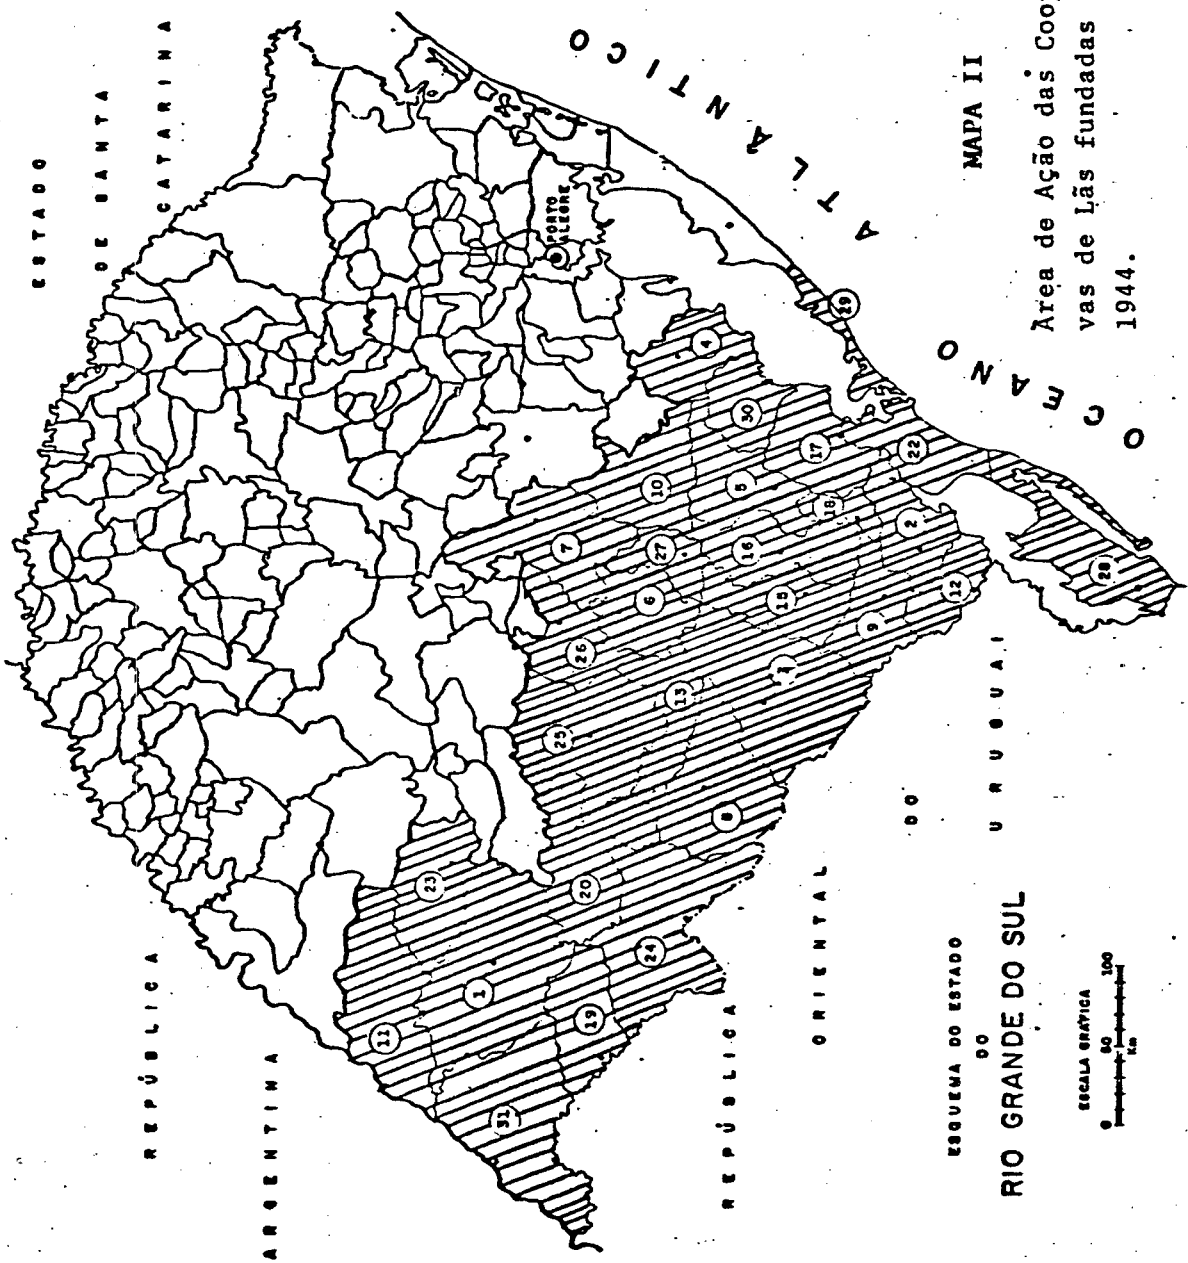 MAPA II
Área de Ação das
vas de Lãs fundadas
1944.
ESTADO
DE SANTA
CATARINA
REPÚBLICA
ARGENTINA
REPÚBLICA
ORIENTAL
DO
URUGUAI
OCEANO
ATLÂNTICO
PORTO
ALEGRE
ESQUEMA DO ESTADO
DO
RIO GRANDE DO SUL
ESCALA GRÁFICA
0 50 100
Km
11
31
1
19
23
20
24
8
25
26
13
6
7
27
10
15
16
5
9
12
2
18
17
22
30
4
29
28